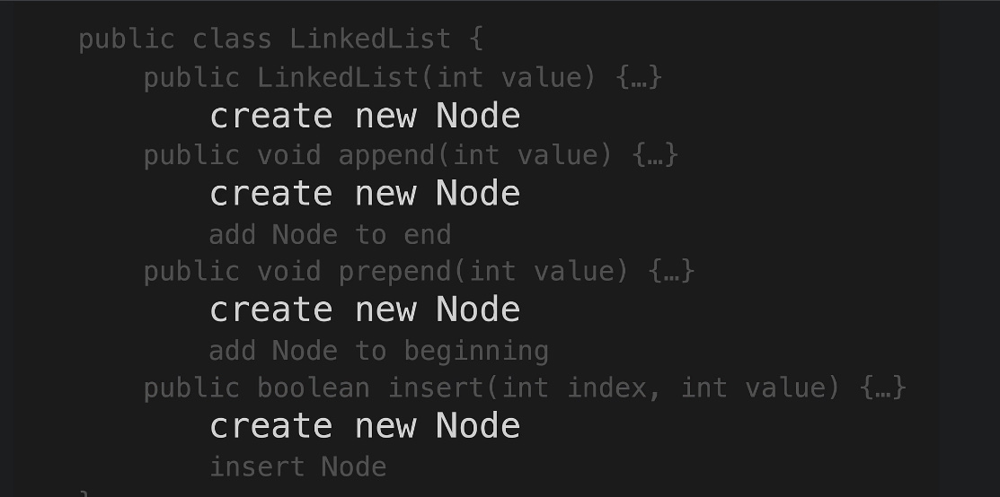 public class LinkedList {
public LinkedList(int value) {…}
create new Node
public void append(int value) {…}
create new Node
add Node to end
public void prepend(int value) {…}
create new Node
add Node to beginning
public boolean insert(int index, int value) {…}
create new Node
insert Node
}